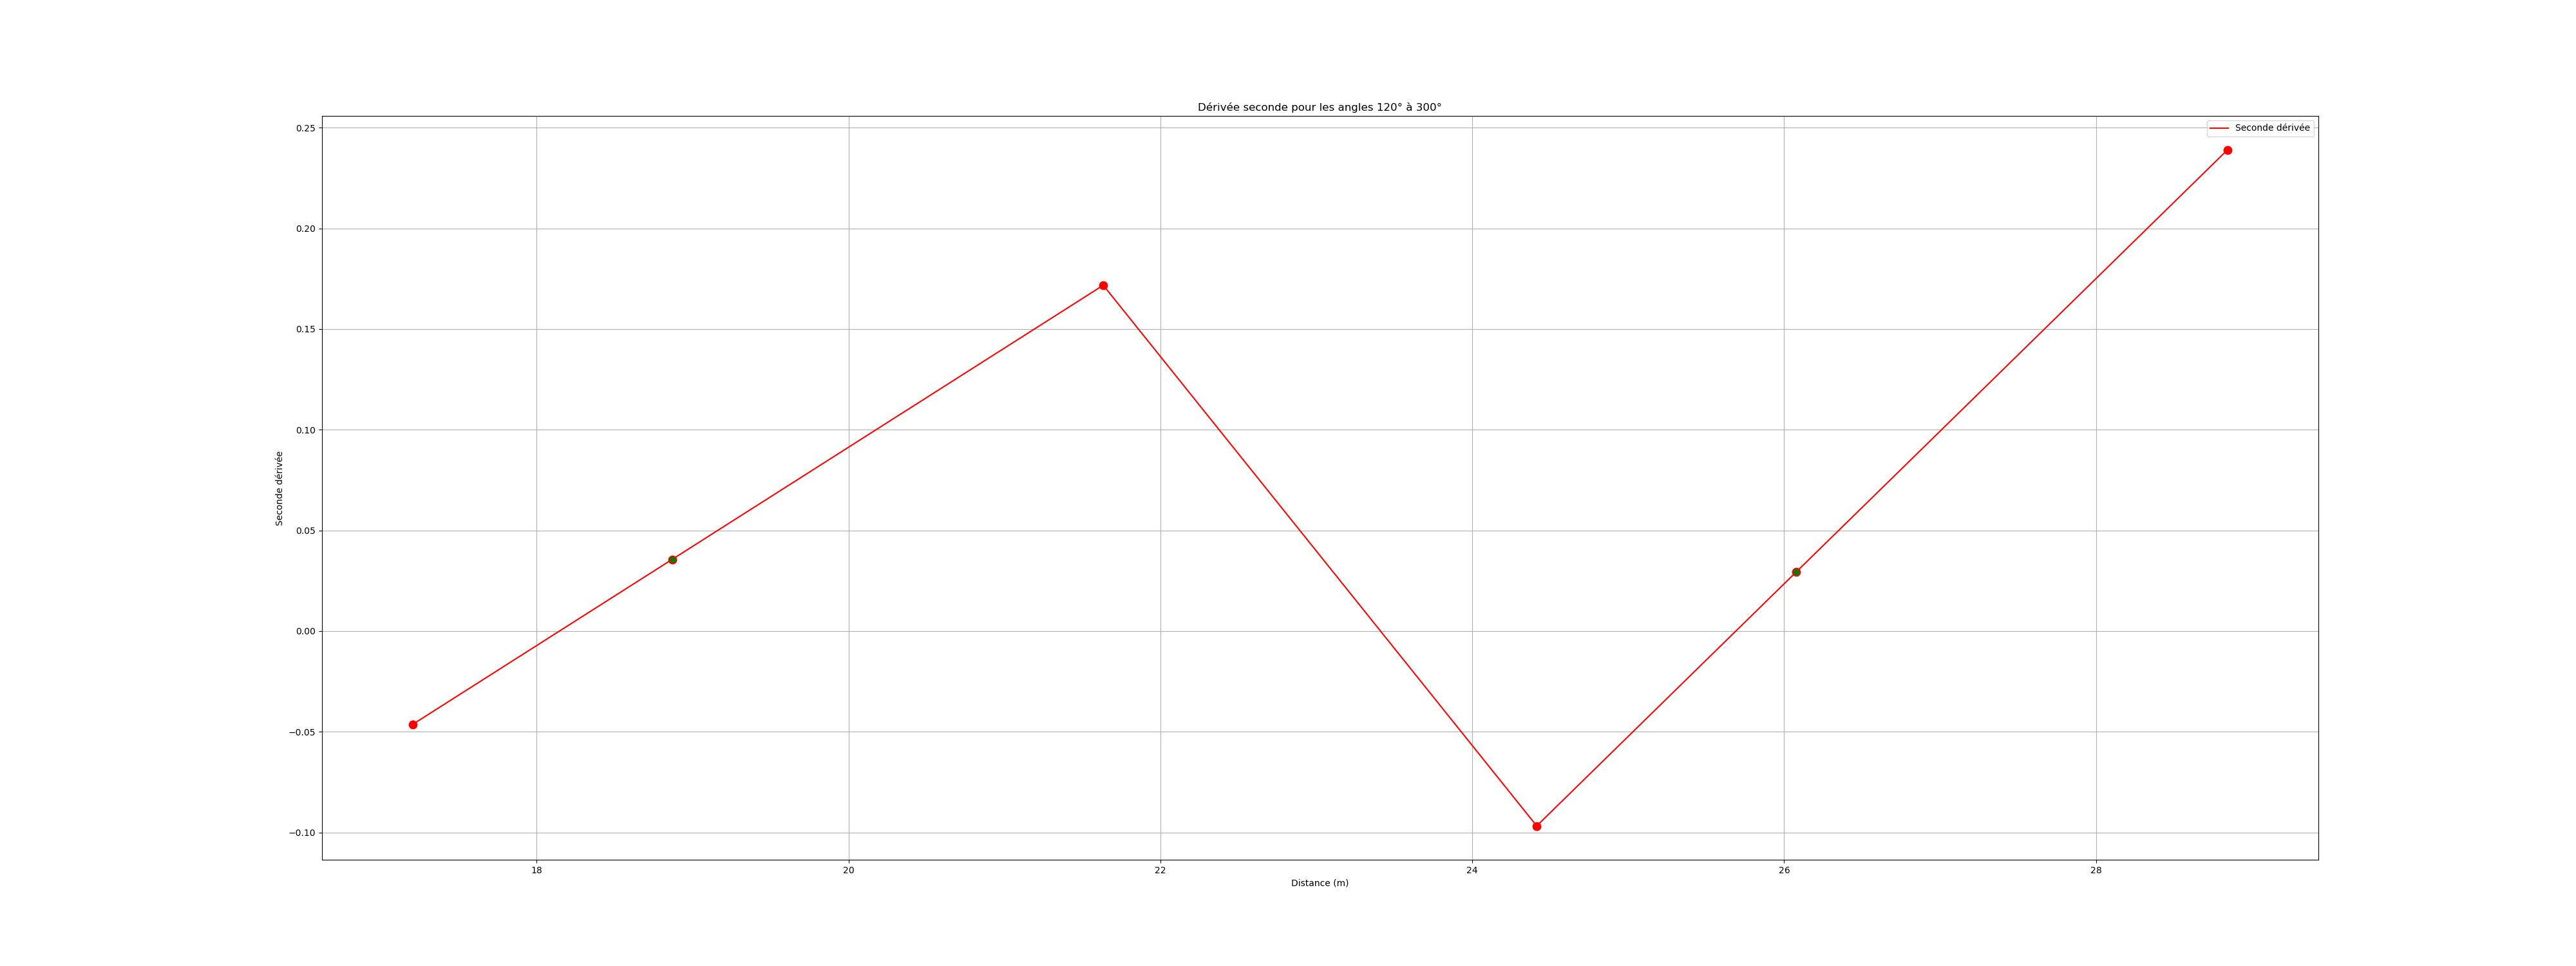 Dérivée seconde pour les angles 120° à 300°
Seconde dérivée
0.25
0.20
0.15
0.10
0.05
0.00
−0.05
−0.10
Seconde dérivée
18 20 22 24 26 28
Distance (m)